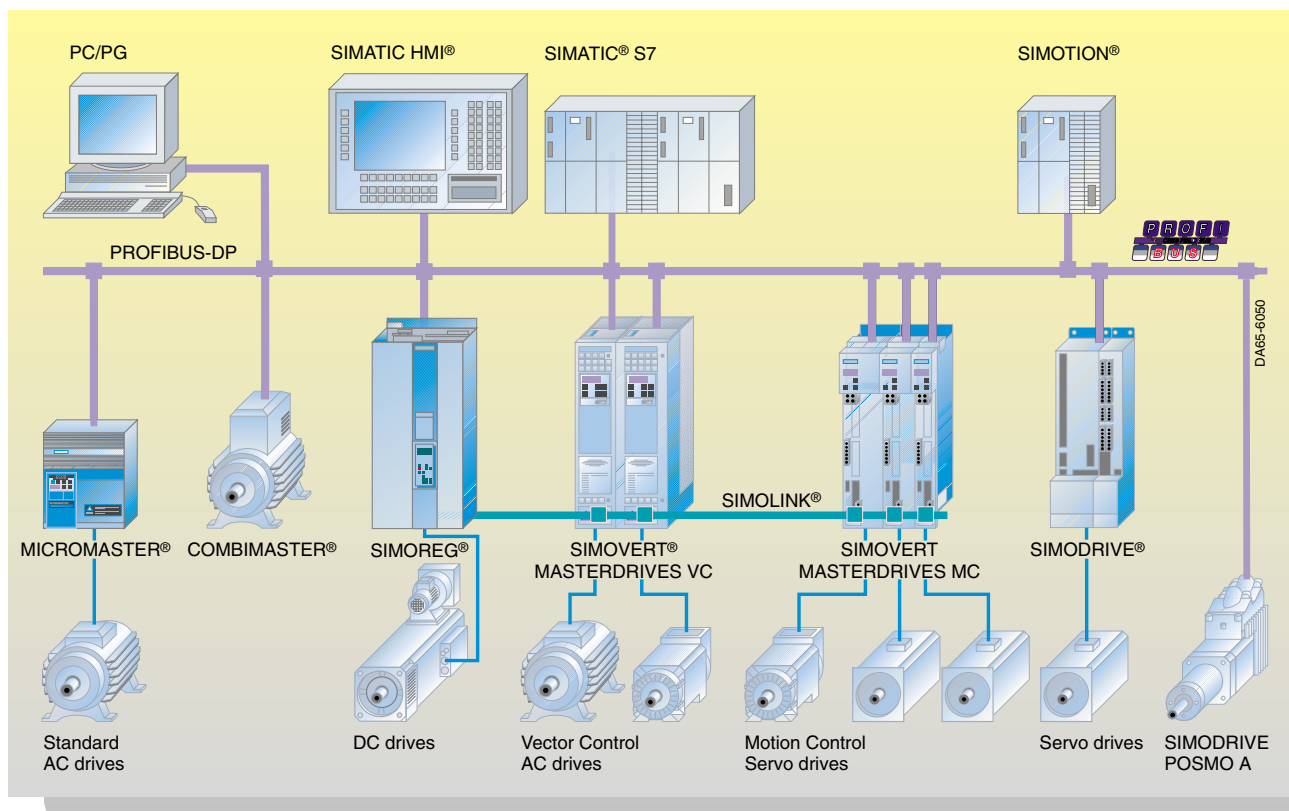 PC/PG
SIMATIC HMI®
SIMATIC® S7
SIMOTION®
PROFIBUS-DP
PROFI
BUS
DA65-6050
SIMOLINK®
MICROMASTER®
COMBIMASTER®
SIMOREG®
SIMOVERT®
MASTERDRIVES VC
SIMOVERT
MASTERDRIVES MC
SIMODRIVE®
Standard
AC drives
DC drives
Vector Control
AC drives
Motion Control
Servo drives
Servo drives
SIMODRIVE
POSMO A